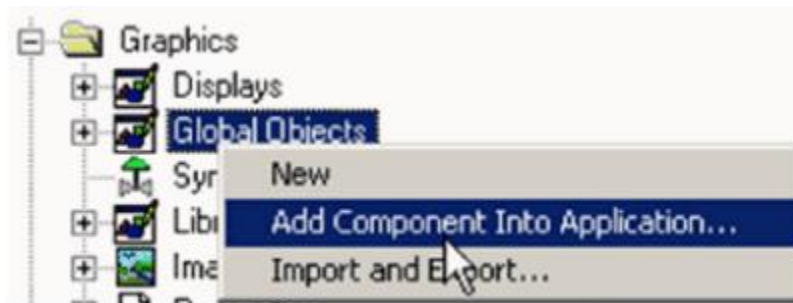 Graphics
Displays
Global Objects
New
Add Component Into Application...
Import and Export...